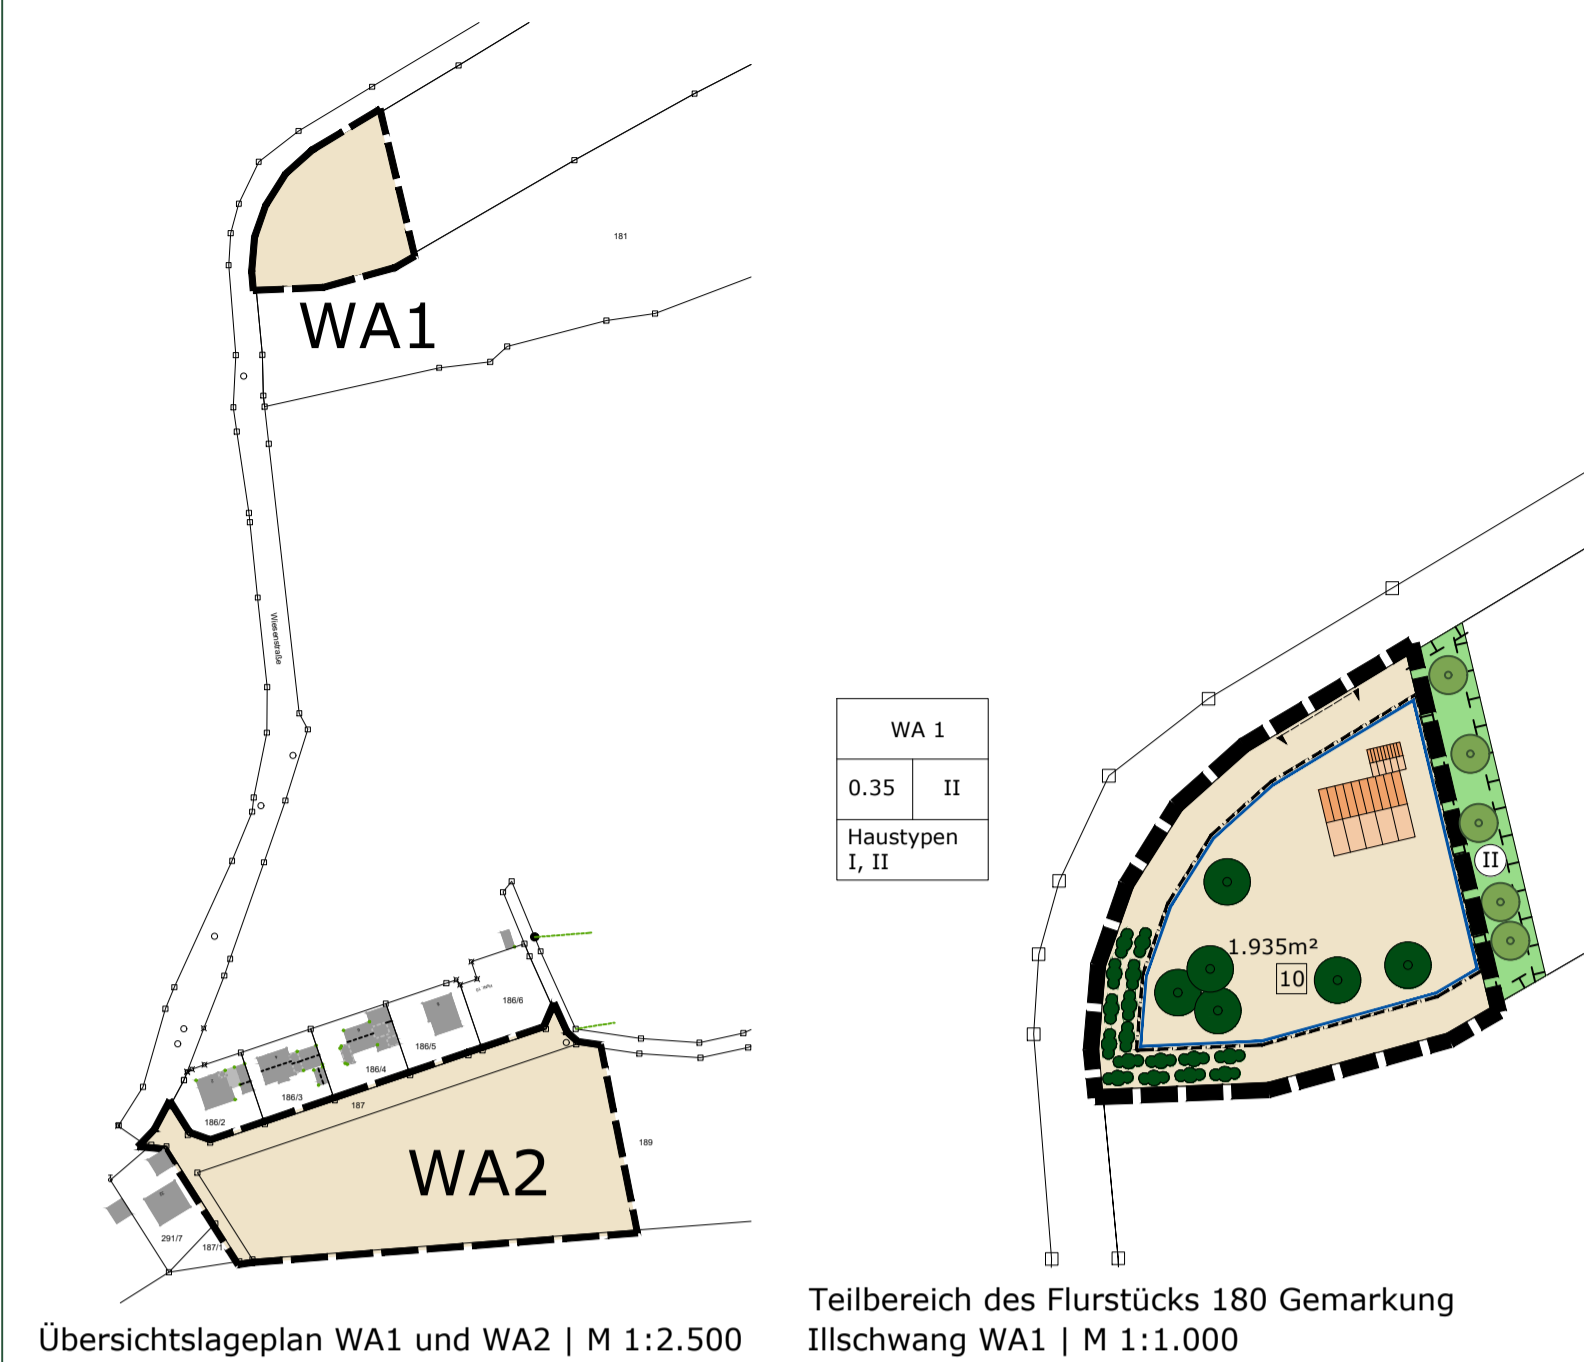 181
WA1
Wiesenstraße
186/6
186/5
186/4
186/3
186/2
187
189
WA2
291/7
187/1
Übersichtslageplan WA1 und WA2 | M 1:2.500
WA 1
0.35
II
Haustypen
I, II
II
1.935m²
10
Teilbereich des Flurstücks 180 Gemarkung
Illschwang WA1 | M 1:1.000